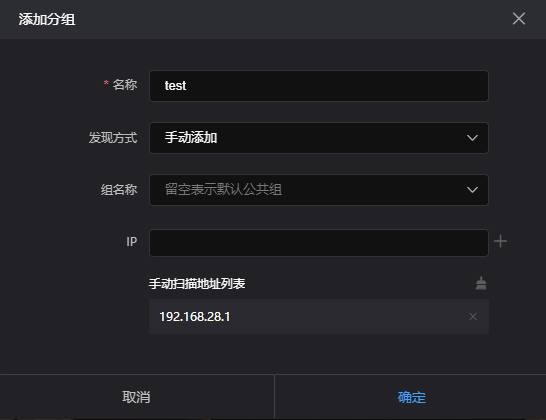 添加分组
* 名称 test
发现方式 手动添加
组名称 留空表示默认公共组
IP
手动扫描地址列表
192.168.28.1
取消 确定